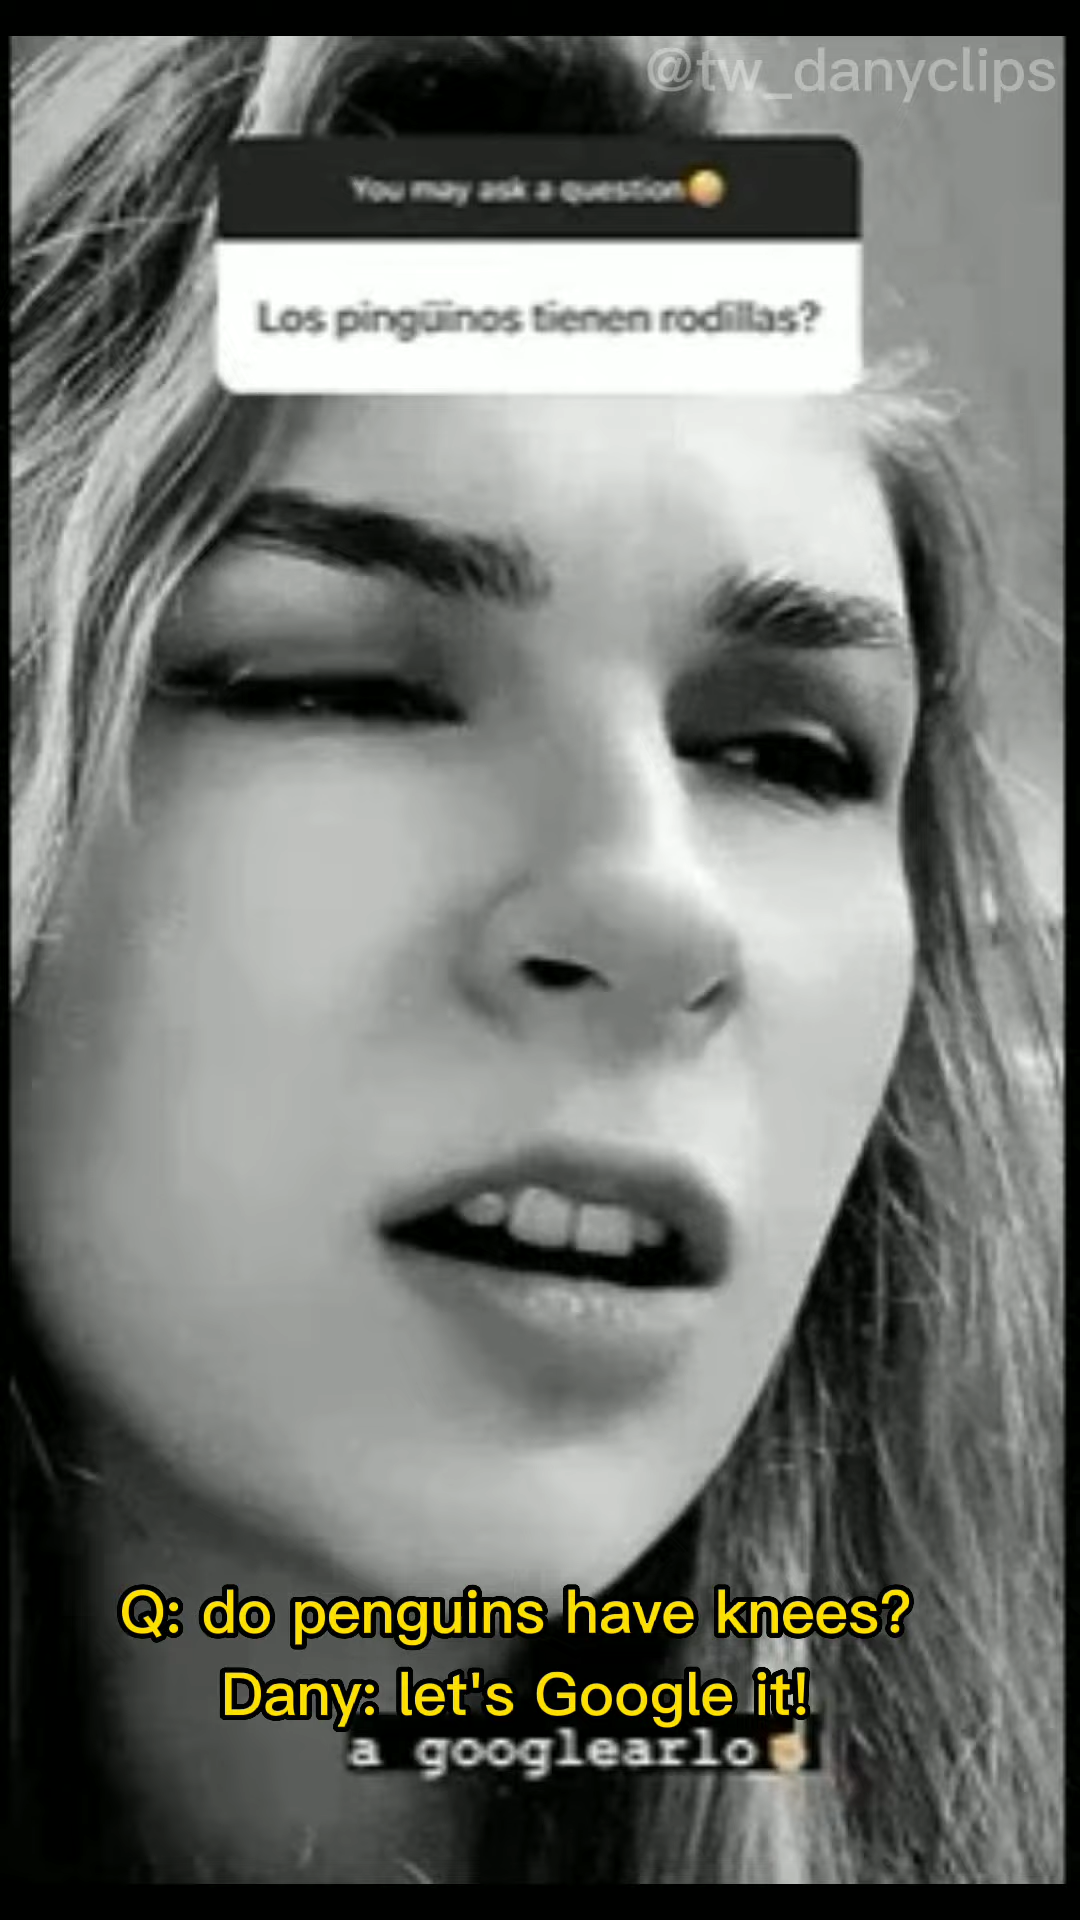 @tw_danyclips
You may ask a question
Los pingüinos tienen rodillas?
Q: do penguins have knees?
Dany: let's Google it!
a googlearlo